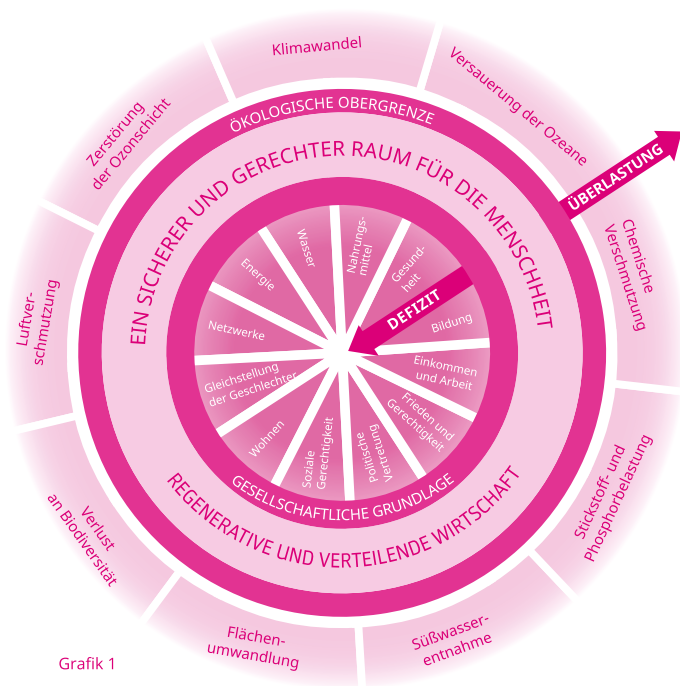 Klimawandel
Versauerung der Ozeane
ÜBERLASTUNG
Chemische
Verschmutzung
Stickstoff- und
Phosphorbelastung
Süßwasser-
entnahme
Flächen-
umwandlung
Verlust
an Biodiversität
Luftver-
schmutzung
Zerstörung
der Ozonschicht
ÖKOLOGISCHE OBERGRENZE
EIN SICHERER UND GERECHTER RAUM FÜR DIE MENSCHHEIT
Nahrungs-
mittel
Gesund-
heit
DEFIZIT
Bildung
Einkommen
und Arbeit
Frieden und
Gerechtigkeit
Politische
Vertretung
Soziale
Gerechtigkeit
Wohnen
Gleichstellung
der Geschlechter
Netzwerke
Energie
Wasser
GESELLSCHAFTLICHE GRUNDLAGE
REGENERATIVE UND VERTEILENDE WIRTSCHAFT
Grafik 1